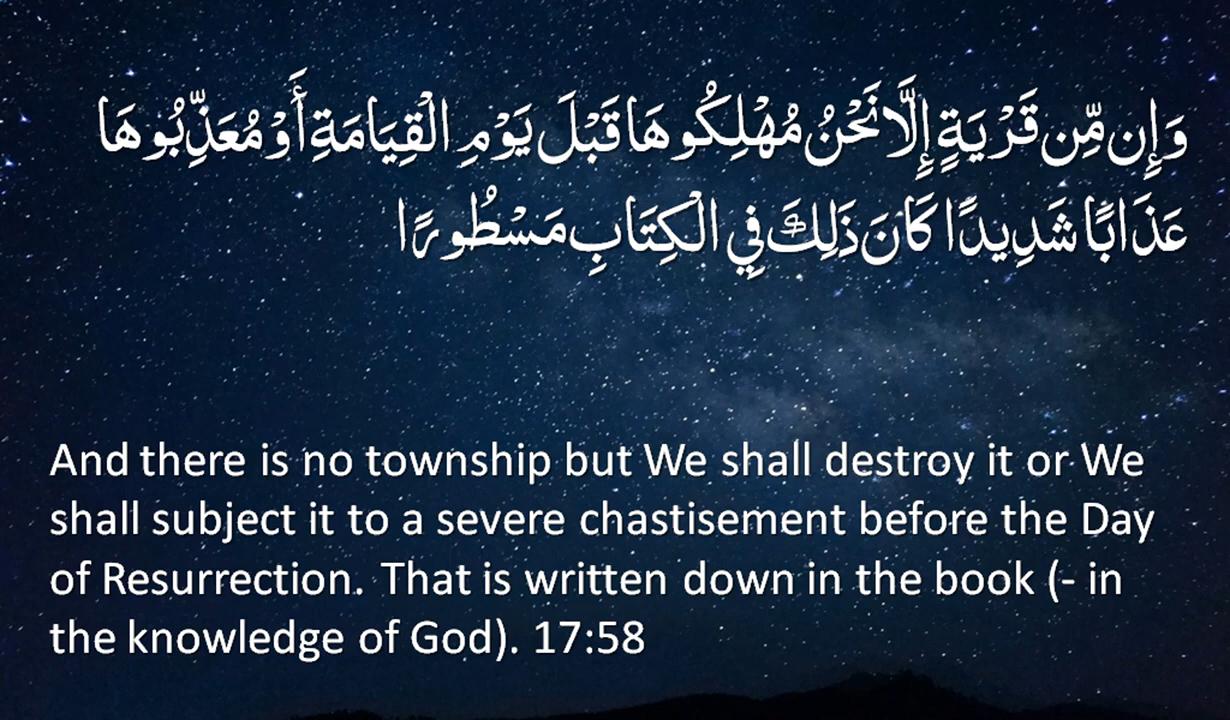 وَإِن مِّن قَرْيَةٍ إِلَّا نَحْنُ مُهْلِكُوهَا قَبْلَ يَوْمِ الْقِيَامَةِ أَوْ مُعَذِّبُوهَا
عَذَابًا شَدِيدًا كَانَ ذَلِكَ فِي الْكِتَابِ مَسْطُورًا
And there is no township but We shall destroy it or We
shall subject it to a severe chastisement before the Day
of Resurrection. That is written down in the book (- in
the knowledge of God). 17:58